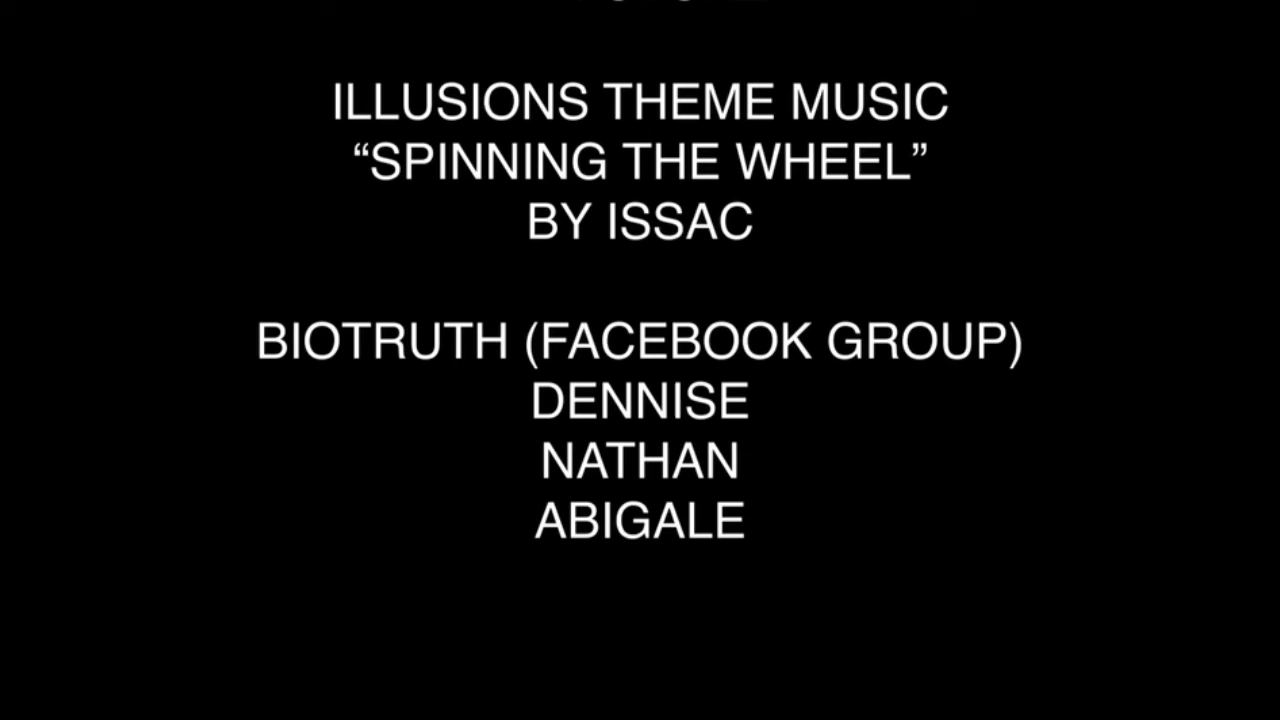 ILLUSIONS THEME MUSIC
“SPINNING THE WHEEL”
BY ISSAC
BIOTRUTH (FACEBOOK GROUP)
DENNISE
NATHAN
ABIGALE